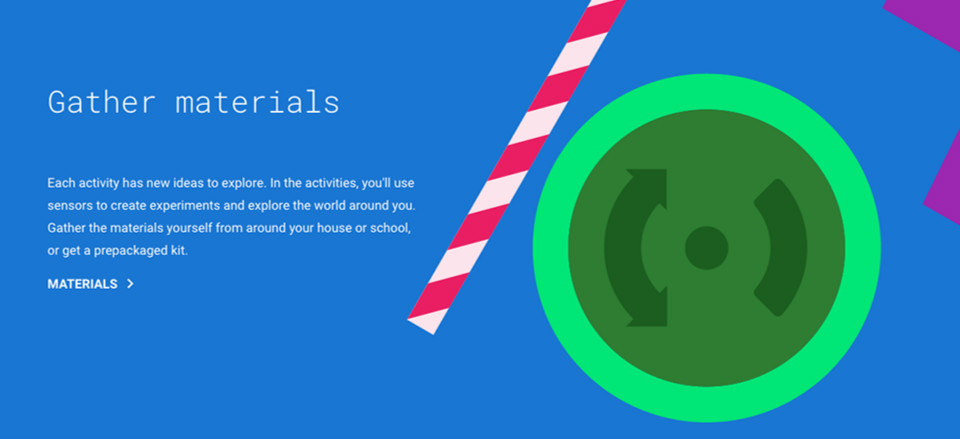 Gather materials
Each activity has new ideas to explore. In the activities, you'll use
sensors to create experiments and explore the world around you.
Gather the materials yourself from around your house or school,
or get a prepackaged kit.
MATERIALS